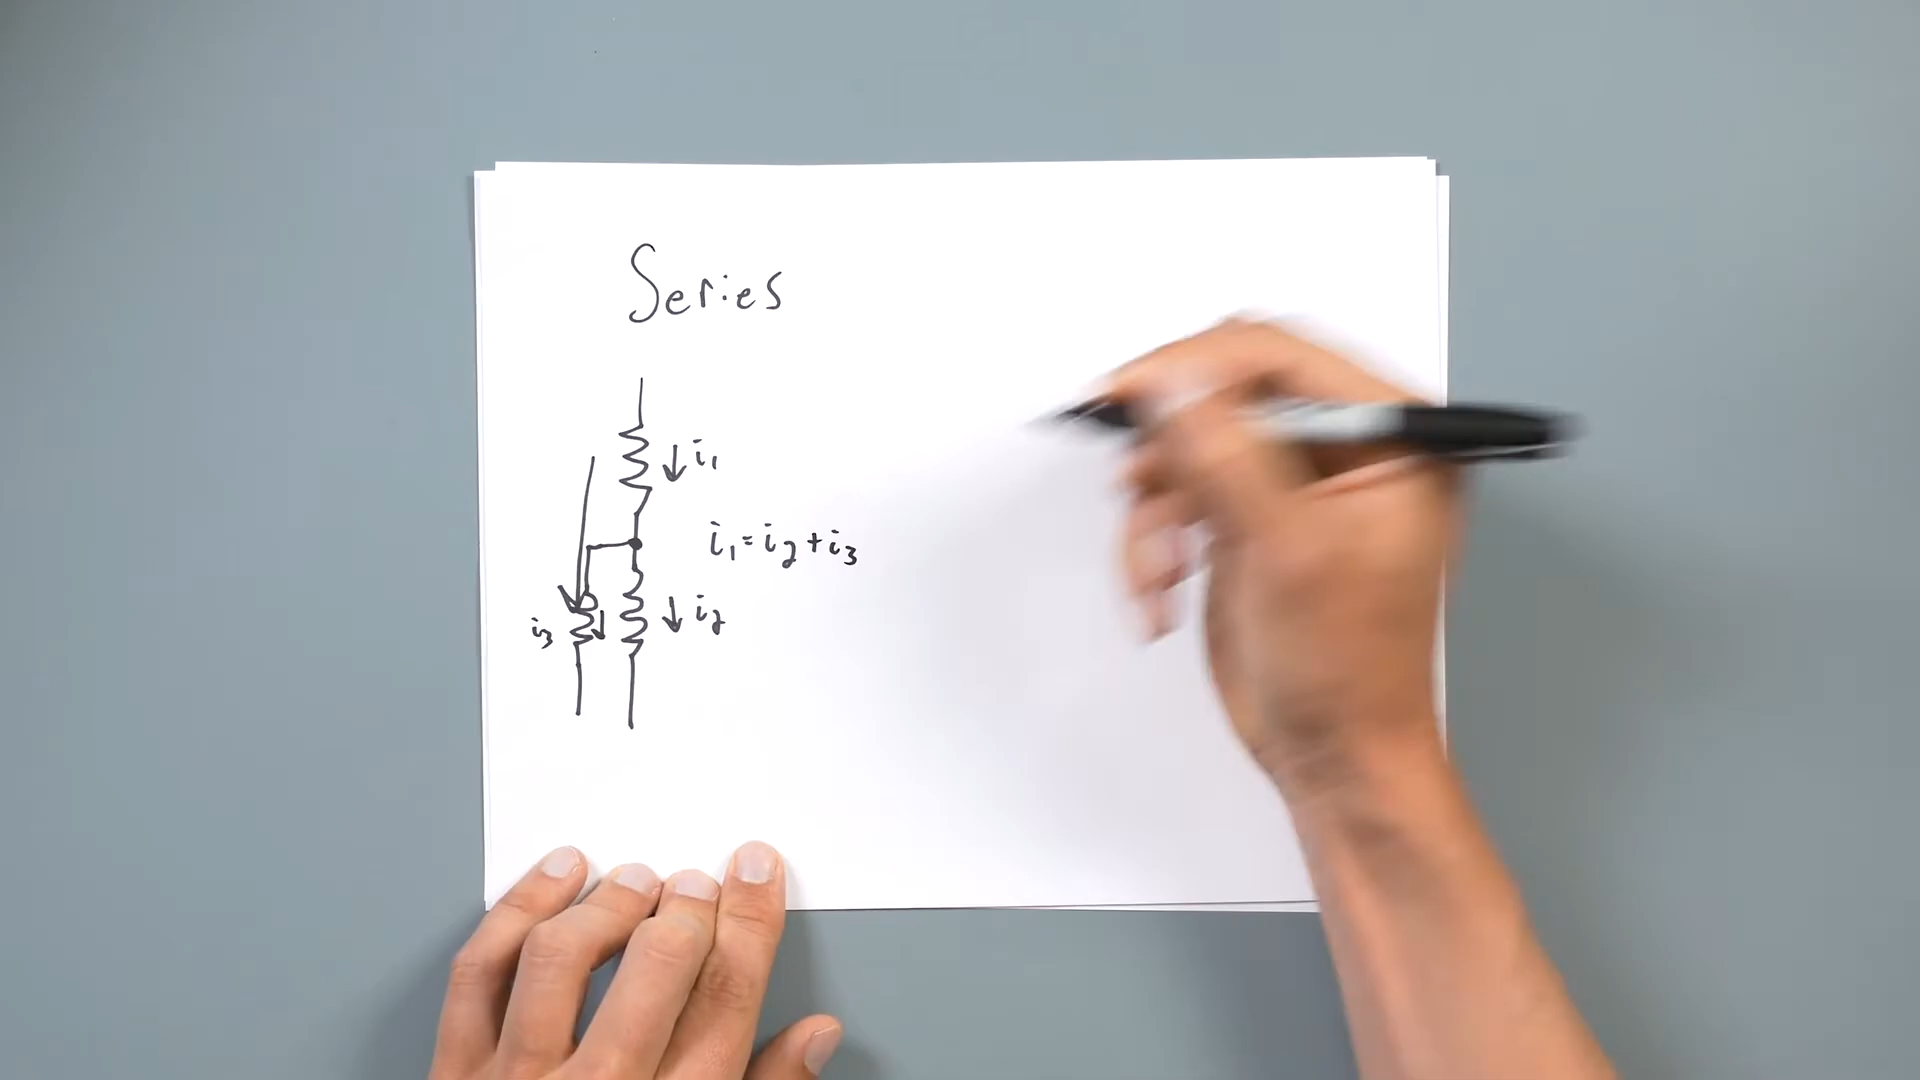 Series
i₁
i₁=i₂+i₃
i₃
i₂